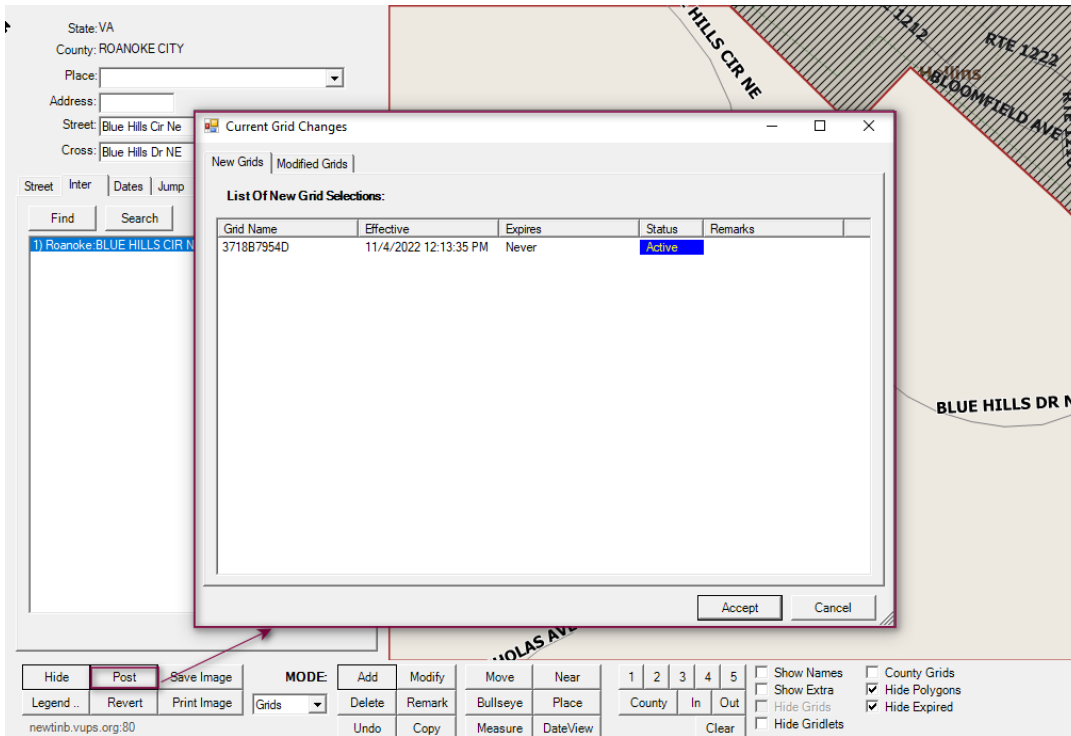 State: VA
County: ROANOKE CITY
Place:
Address:
Street: Blue Hills Cir Ne
Cross: Blue Hills Dr NE
Street Inter Dates Jump
Find Search
1) Roanoke:BLUE HILLS CIR N
Current Grid Changes
New Grids Modified Grids
List Of New Grid Selections:
Grid Name Effective Expires Status Remarks
3718B7954D 11/4/2022 12:13:35 PM Never Active
Accept Cancel
HILLS CIR NE
RTE 1212
RTE 1222
Hollins
BLOOMFIELD AVE
BLUE HILLS DR N
HOLAS AV
Hide Post Save Image MODE: Add Modify Move Near 1 2 3 4 5 Show Names County Grids
Show Extra Hide Polygons
Legend .. Revert Print Image Grids Delete Remark Bullseye Place County In Out Hide Grids Hide Expired
newtinb.vups.org:80 Undo Copy Measure DateView Clear Hide Gridlets